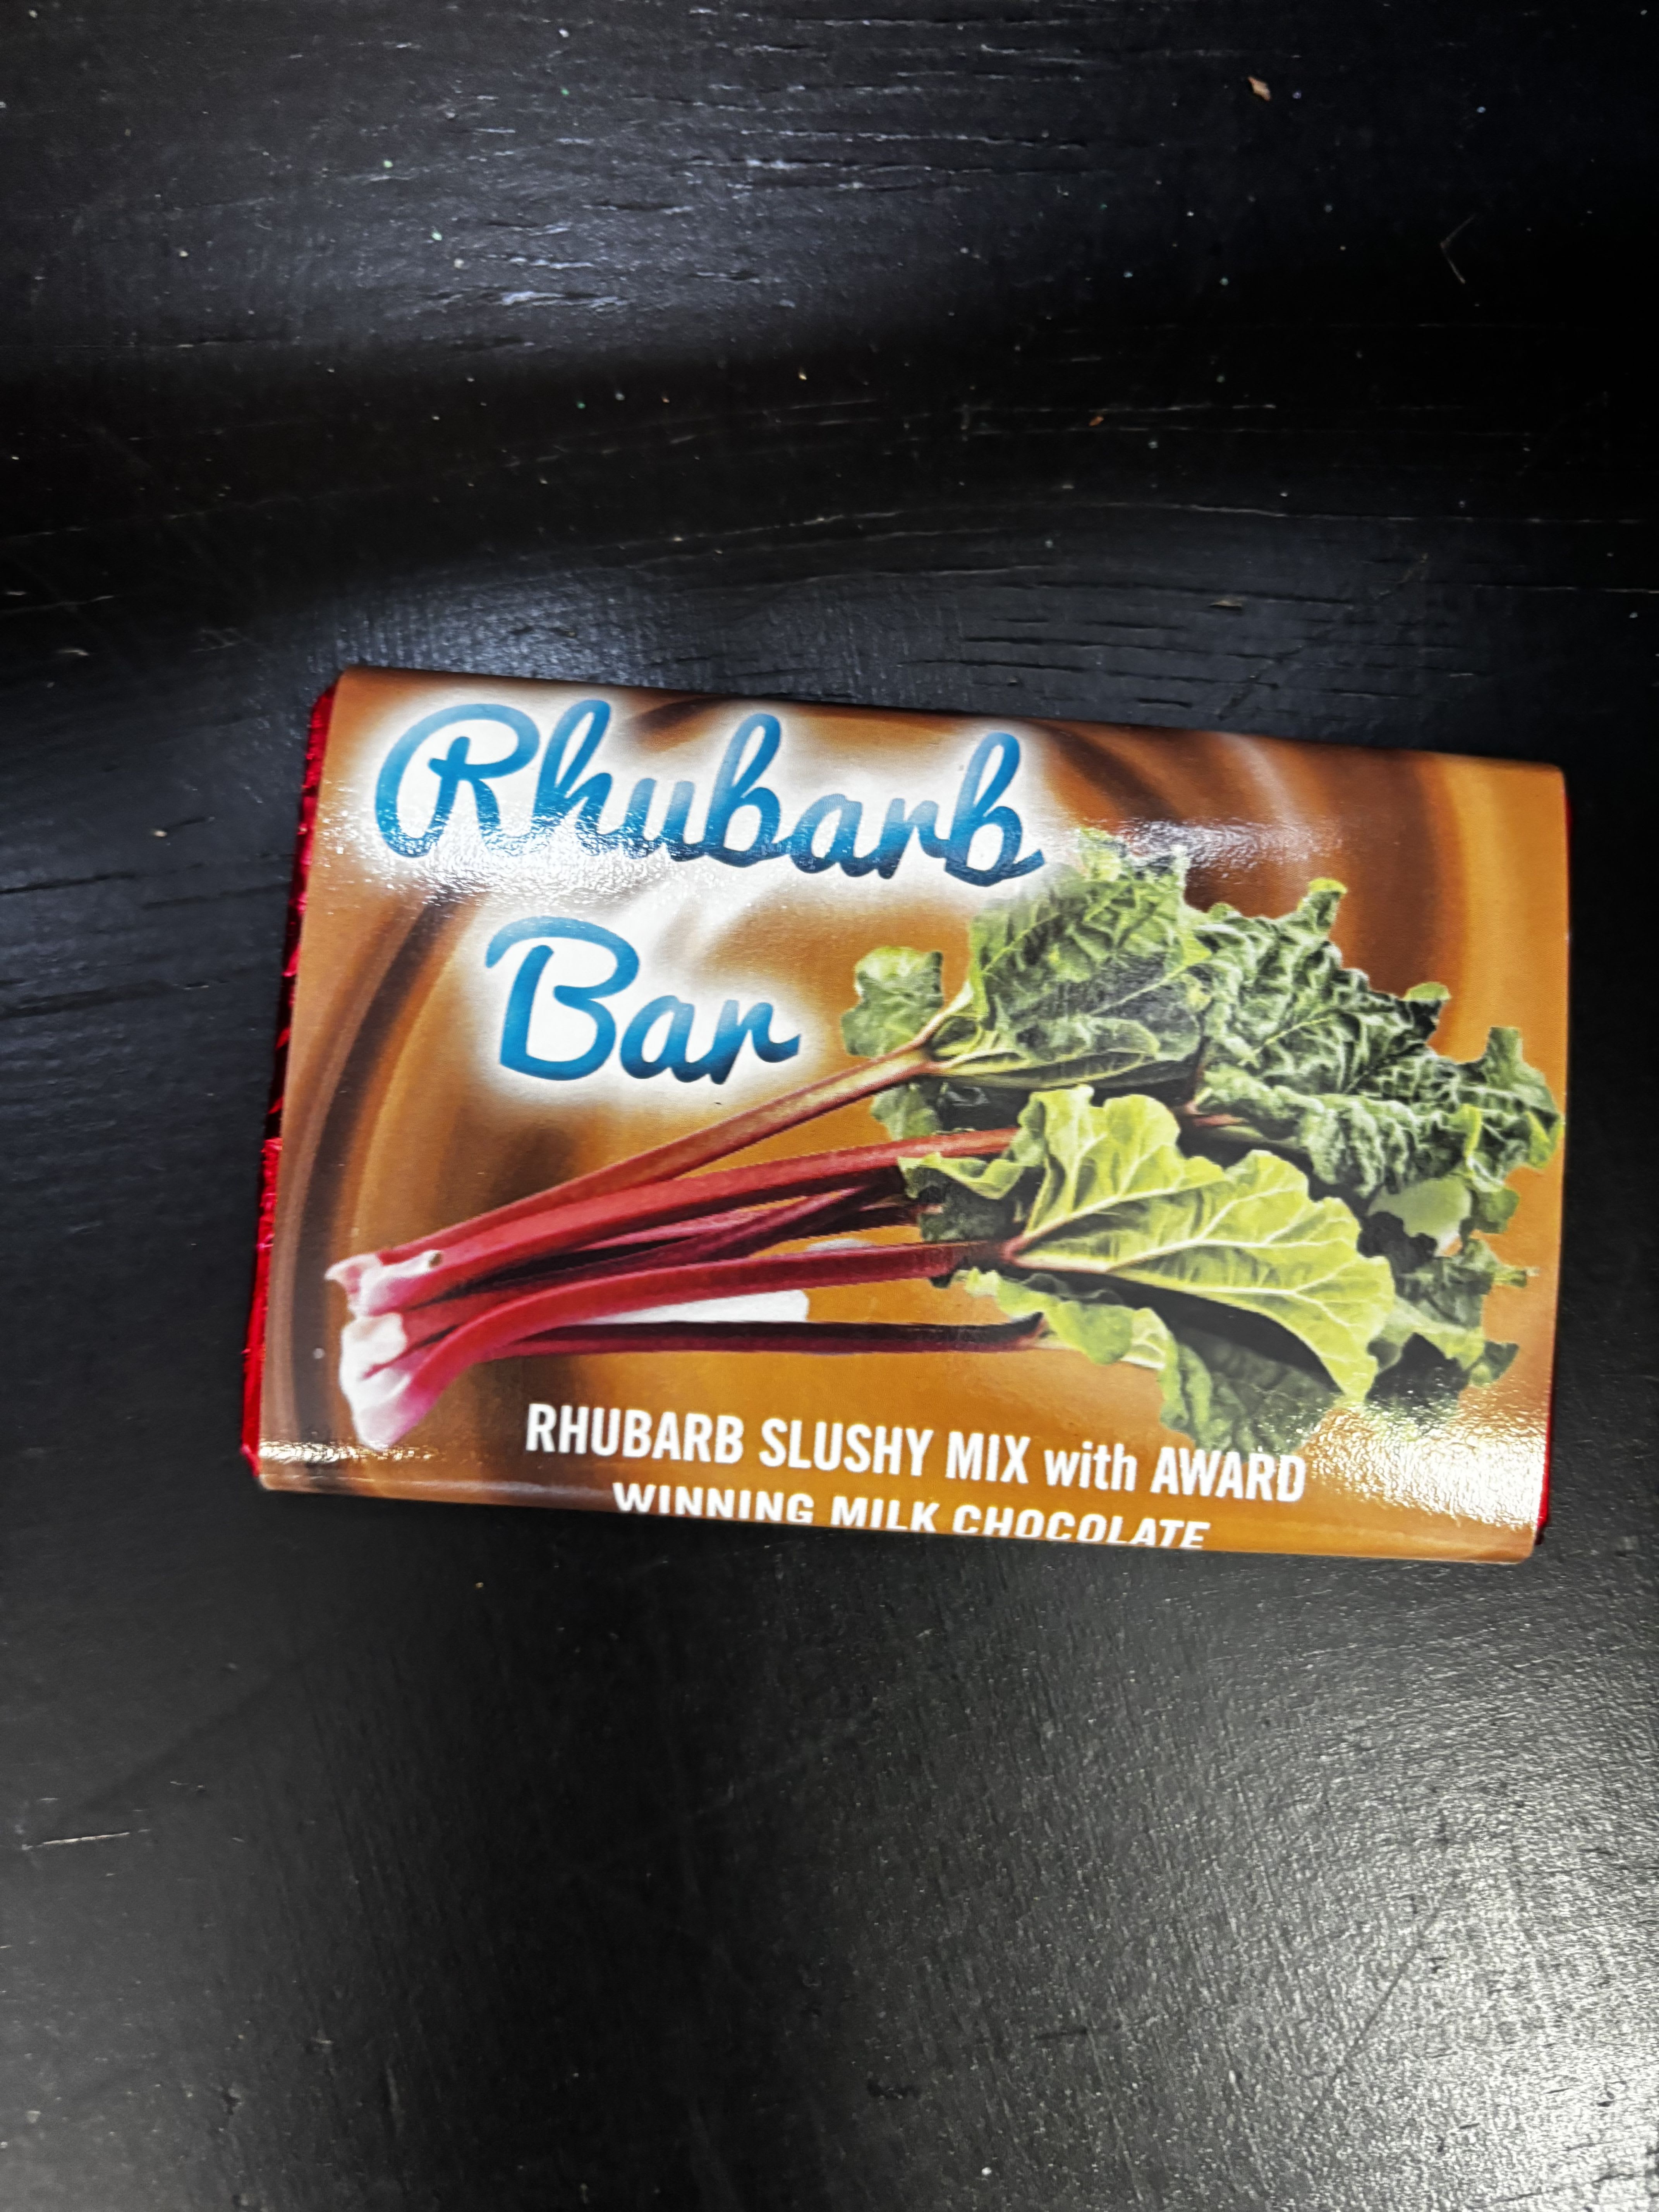 Rhubarb
Bar
RHUBARB SLUSHY MIX with AWARD
WINNING MILK CHOCOLATE